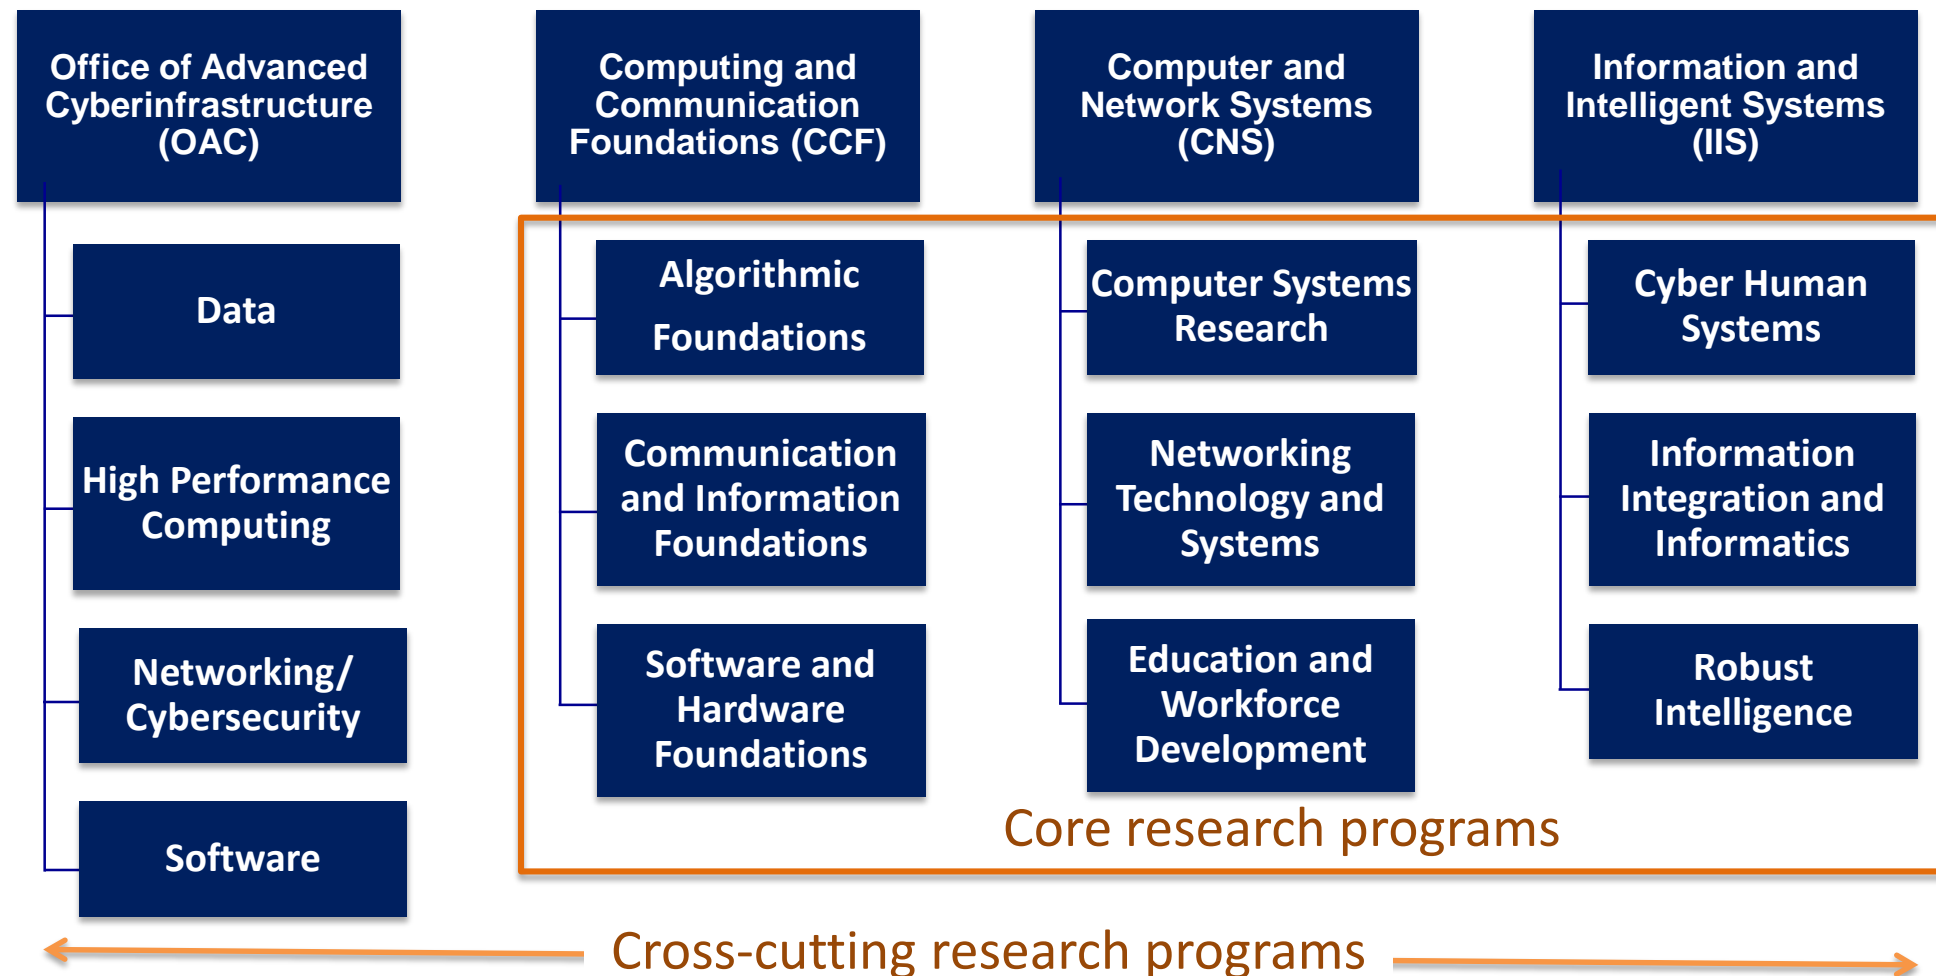 Office of Advanced
Cyberinfrastructure
(OAC)
Data
High Performance
Computing
Networking/
Cybersecurity
Software
Computing and
Communication
Foundations (CCF)
Algorithmic
Foundations
Communication
and Information
Foundations
Software and
Hardware
Foundations
Computer and
Network Systems
(CNS)
Computer Systems
Research
Networking
Technology and
Systems
Education and
Workforce
Development
Information and
Intelligent Systems
(IIS)
Cyber Human
Systems
Information
Integration and
Informatics
Robust
Intelligence
Core research programs
Cross-cutting research programs